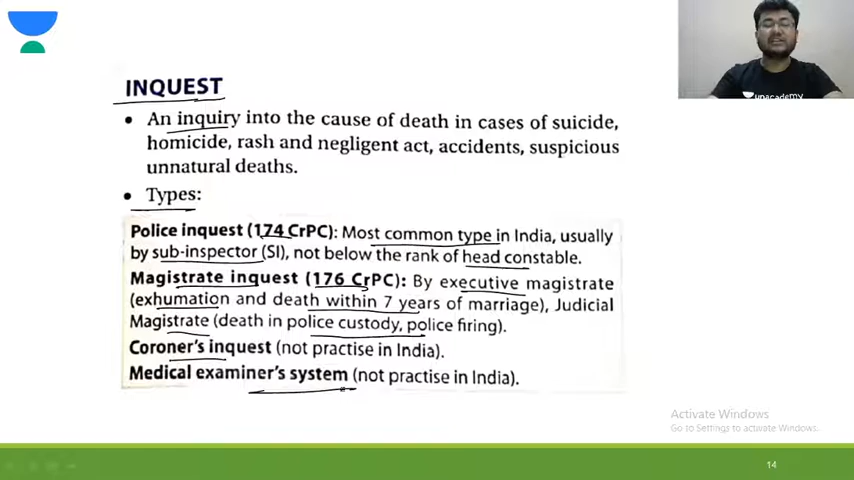 INQUEST
• An inquiry into the cause of death in cases of suicide,
homicide, rash and negligent act, accidents, suspicious
unnatural deaths.
• Types:
Police inquest (174 CrPC): Most common type in India, usually
by sub-inspector (SI), not below the rank of head constable.
Magistrate inquest (176 CrPC): By executive magistrate
(exhumation and death within 7 years of marriage), Judicial
Magistrate (death in police custody, police firing).
Coroner's inquest (not practise in India).
Medical examiner's system (not practise in India).
unacademy
Activate Windows
Go to Settings to activate Windows.
14